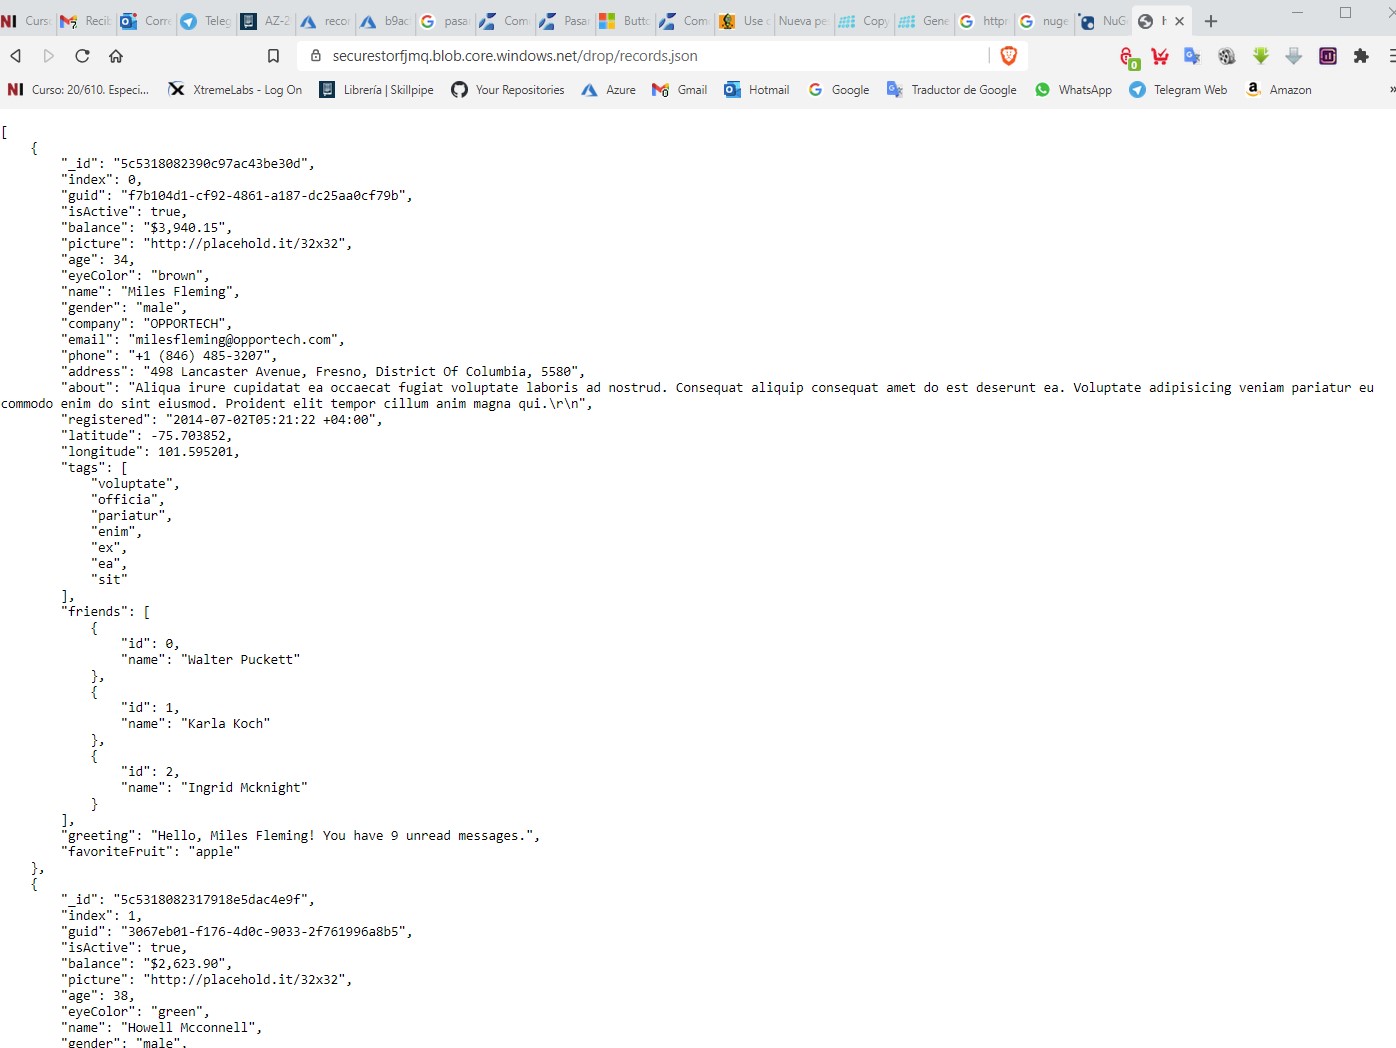 NI Curso Recib Corre Teleg AZ-2 recor b9ac pasa Com Pasa Butto Com Use c Nueva pe Copy Gene https nuge NuG h
securestorfjmq.blob.core.windows.net/drop/records.json
0
NI Curso: 20/610. Especi... XtremeLabs - Log On Librería | Skillpipe Your Repositories Azure Gmail Hotmail Google Traductor de Google WhatsApp Telegram Web Amazon »
[
    {
        "_id": "5c5318082390c97ac43be30d",
        "index": 0,
        "guid": "f7b104d1-cf92-4861-a187-dc25aa0cf79b",
        "isActive": true,
        "balance": "$3,940.15",
        "picture": "http://placehold.it/32x32",
        "age": 34,
        "eyeColor": "brown",
        "name": "Miles Fleming",
        "gender": "male",
        "company": "OPPORTECH",
        "email": "milesfleming@opportech.com",
        "phone": "+1 (846) 485-3207",
        "address": "498 Lancaster Avenue, Fresno, District Of Columbia, 5580",
        "about": "Aliqua irure cupidatat ea occaecat fugiat voluptate laboris ad nostrud. Consequat aliquip consequat amet do est deserunt ea. Voluptate adipisicing veniam pariatur eu
commodo enim do sint eiusmod. Proident elit tempor cillum anim magna qui.\r\n",
        "registered": "2014-07-02T05:21:22 +04:00",
        "latitude": -75.703852,
        "longitude": 101.595201,
        "tags": [
            "voluptate",
            "officia",
            "pariatur",
            "enim",
            "ex",
            "ea",
            "sit"
        ],
        "friends": [
            {
                "id": 0,
                "name": "Walter Puckett"
            },
            {
                "id": 1,
                "name": "Karla Koch"
            },
            {
                "id": 2,
                "name": "Ingrid Mcknight"
            }
        ],
        "greeting": "Hello, Miles Fleming! You have 9 unread messages.",
        "favoriteFruit": "apple"
    },
    {
        "_id": "5c5318082317918e5dac4e9f",
        "index": 1,
        "guid": "3067eb01-f176-4d0c-9033-2f761996a8b5",
        "isActive": true,
        "balance": "$2,623.90",
        "picture": "http://placehold.it/32x32",
        "age": 38,
        "eyeColor": "green",
        "name": "Howell Mcconnell",
        "gender": "male",